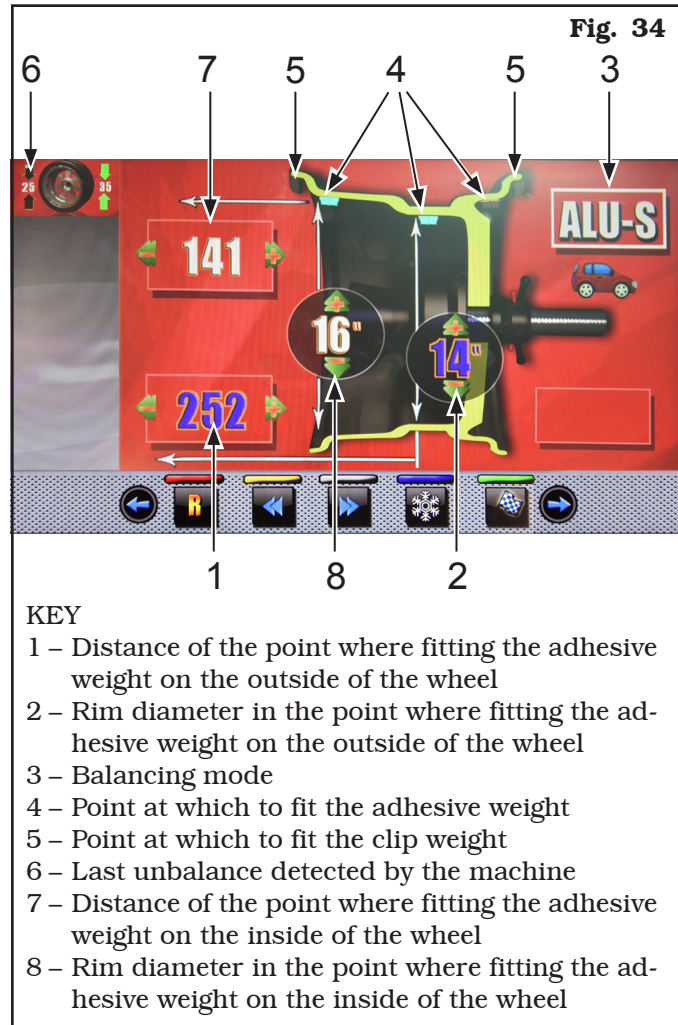 Fig. 34
6 7 5 4 5 3
25 35
ALU-S
141
16"
14"
252
R
1 8 2
KEY
1 – Distance of the point where fitting the adhesive
weight on the outside of the wheel
2 – Rim diameter in the point where fitting the ad-
hesive weight on the outside of the wheel
3 – Balancing mode
4 – Point at which to fit the adhesive weight
5 – Point at which to fit the clip weight
6 – Last unbalance detected by the machine
7 – Distance of the point where fitting the adhesive
weight on the inside of the wheel
8 – Rim diameter in the point where fitting the ad-
hesive weight on the inside of the wheel